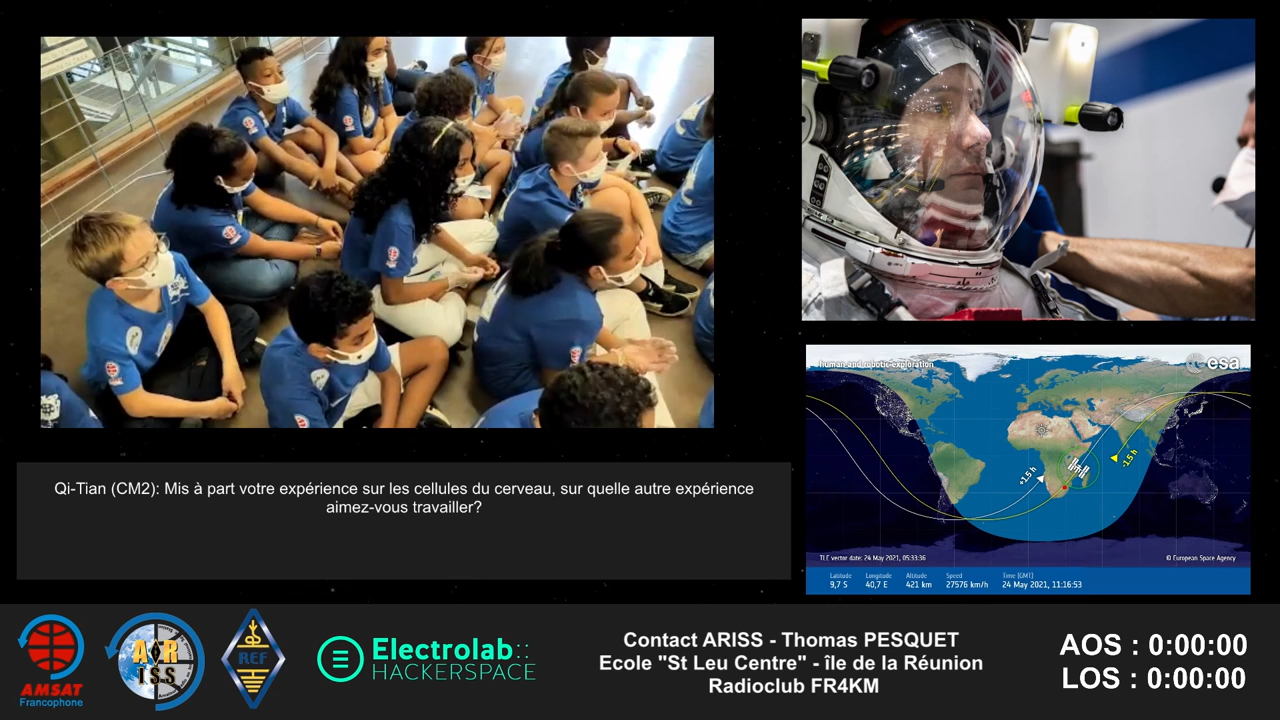 human and robotic exploration
esa
+1.5 h
-1.5 h
TLE vector date: 24 May 2021, 05:33:36
© European Space Agency
Latitude
Longitude
Altitude
Speed
Time (GMT)
9,7 S
40,7 E
421 km
27576 km/h
24 May 2021, 11:16:53
Qi-Tian (CM2): Mis à part votre expérience sur les cellules du cerveau, sur quelle autre expérience
aimez-vous travailler?
AMSAT
Francophone
AR
ISS
REF
Electrolab::
HACKERSPACE
Contact ARISS - Thomas PESQUET
Ecole "St Leu Centre" - île de la Réunion
Radioclub FR4KM
AOS : 0:00:00
LOS : 0:00:00